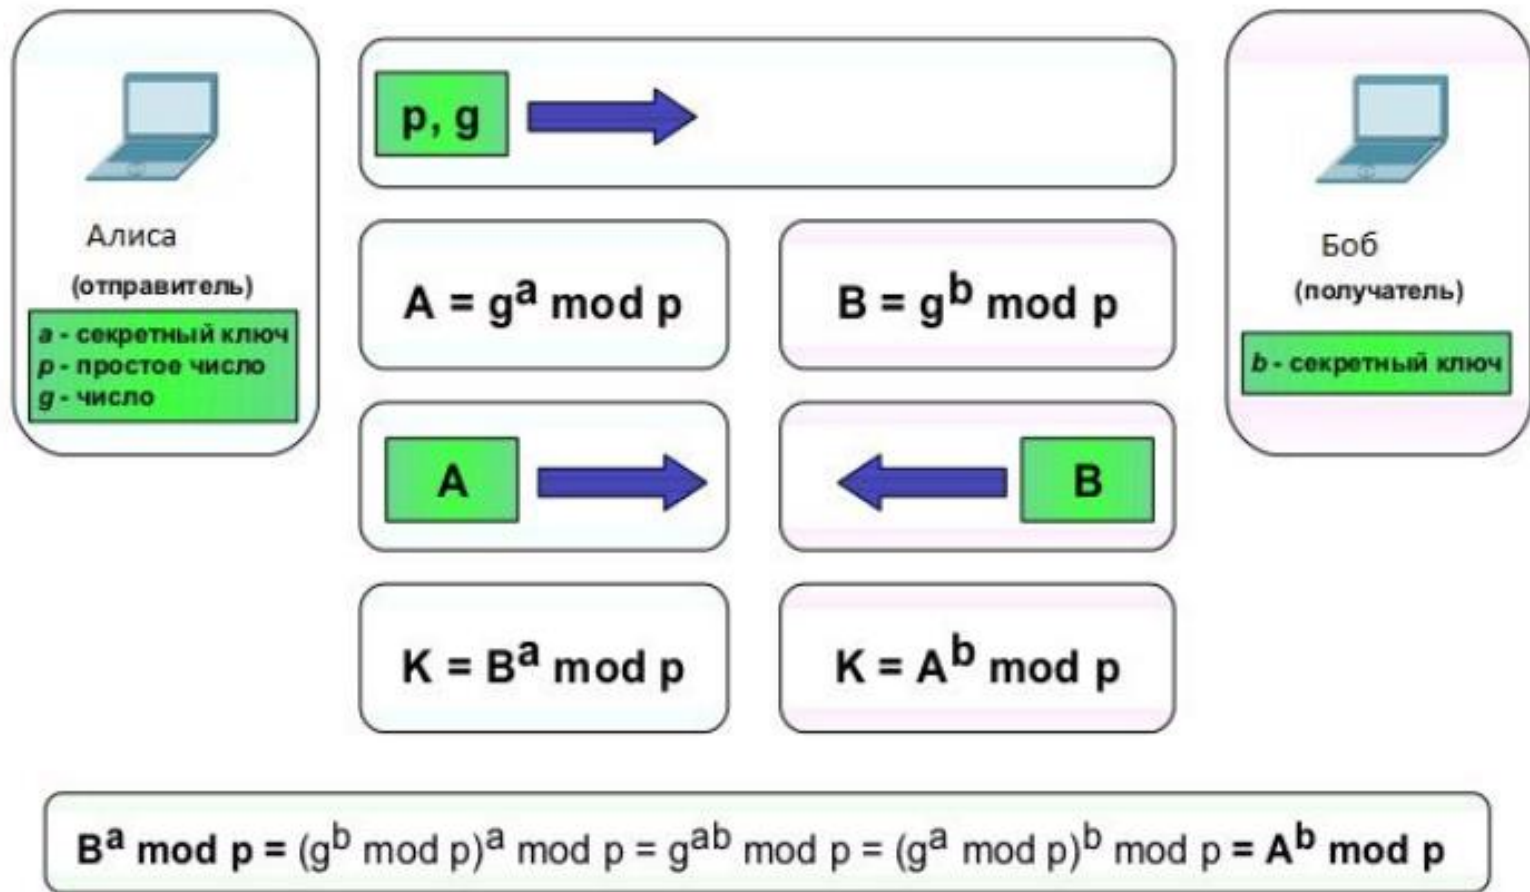 p, g
Алиса
(отправитель)
a - секретный ключ
p - простое число
g - число
Боб
(получатель)
b - секретный ключ
A = g^a mod p
B = g^b mod p
A
B
K = B^a mod p
K = A^b mod p
B^a mod p = (g^b mod p)^a mod p = g^ab mod p = (g^a mod p)^b mod p = A^b mod p